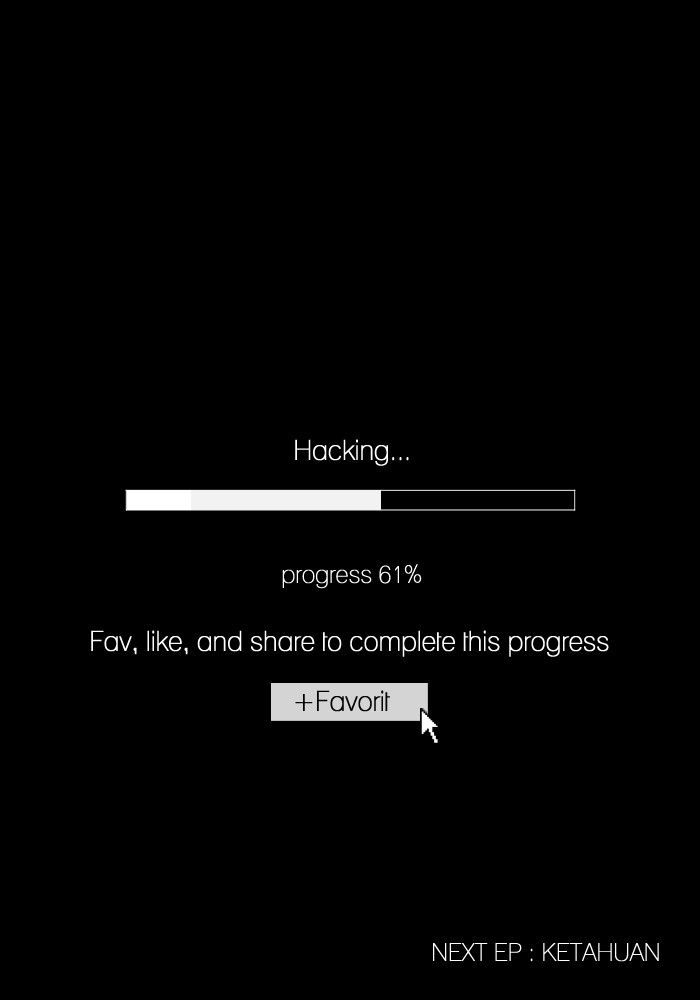 Hacking...
progress 61%
Fav, like, and share to complete this progress
+Favorit
NEXT EP : KETAHUAN